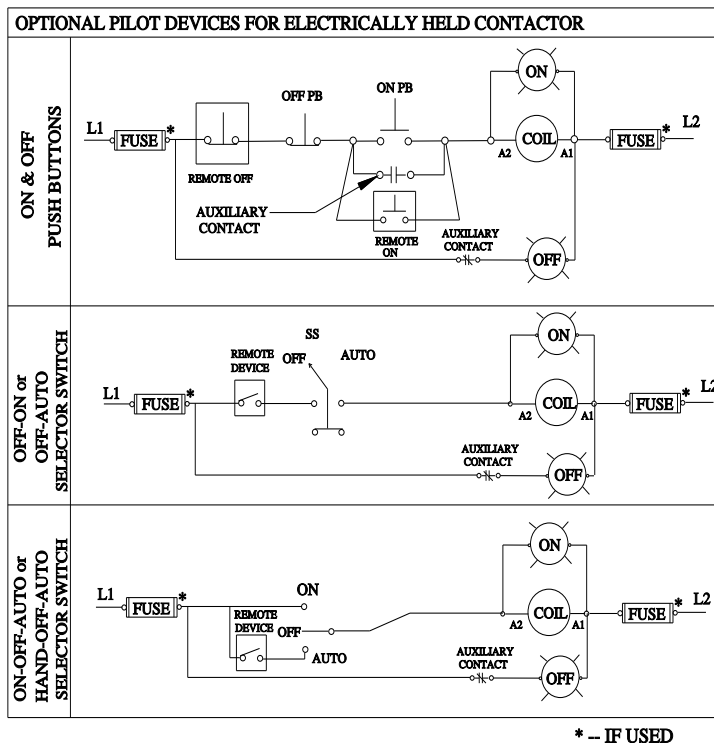 OPTIONAL PILOT DEVICES FOR ELECTRICALLY HELD CONTACTOR
ON & OFF
PUSH BUTTONS
L1
FUSE
*
REMOTE OFF
OFF PB
ON PB
AUXILIARY
CONTACT
REMOTE
ON
AUXILIARY
CONTACT
ON
A2
COIL
A1
OFF
FUSE
*
L2
OFF-ON or
OFF-AUTO
SELECTOR SWITCH
L1
FUSE
*
REMOTE
DEVICE
SS
OFF
AUTO
AUXILIARY
CONTACT
ON
A2
COIL
A1
OFF
FUSE
*
L2
ON-OFF-AUTO or
HAND-OFF-AUTO
SELECTOR SWITCH
L1
FUSE
*
REMOTE
DEVICE
ON
OFF
AUTO
AUXILIARY
CONTACT
ON
A2
COIL
A1
OFF
FUSE
*
L2
* -- IF USED